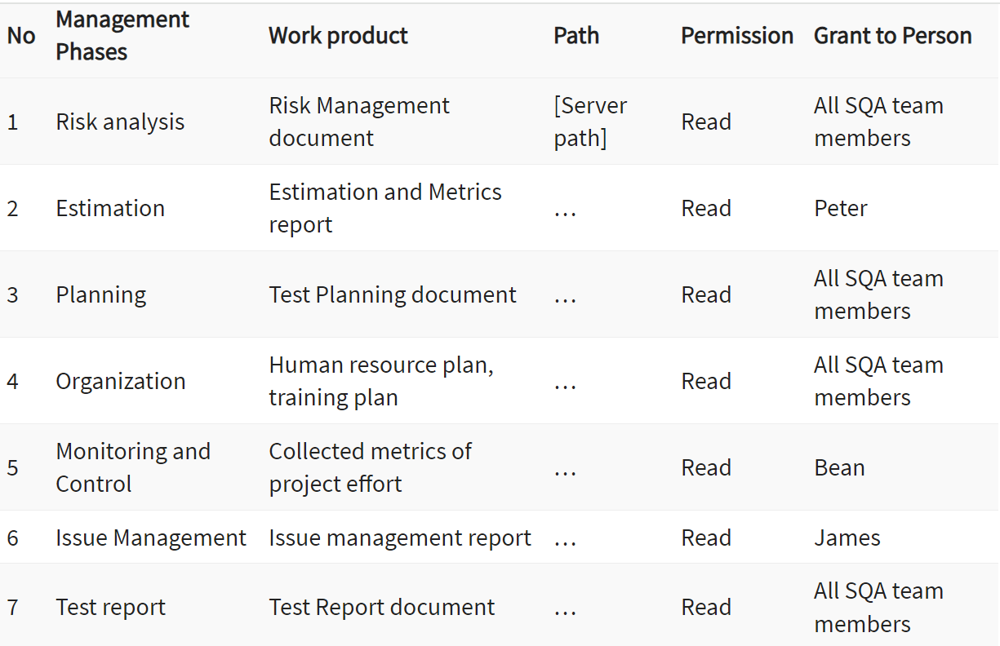 No Management Phases Work product Path Permission Grant to Person
1 Risk analysis Risk Management document [Server path] Read All SQA team members
2 Estimation Estimation and Metrics report … Read Peter
3 Planning Test Planning document … Read All SQA team members
4 Organization Human resource plan, training plan … Read All SQA team members
5 Monitoring and Control Collected metrics of project effort … Read Bean
6 Issue Management Issue management report … Read James
7 Test report Test Report document … Read All SQA team members